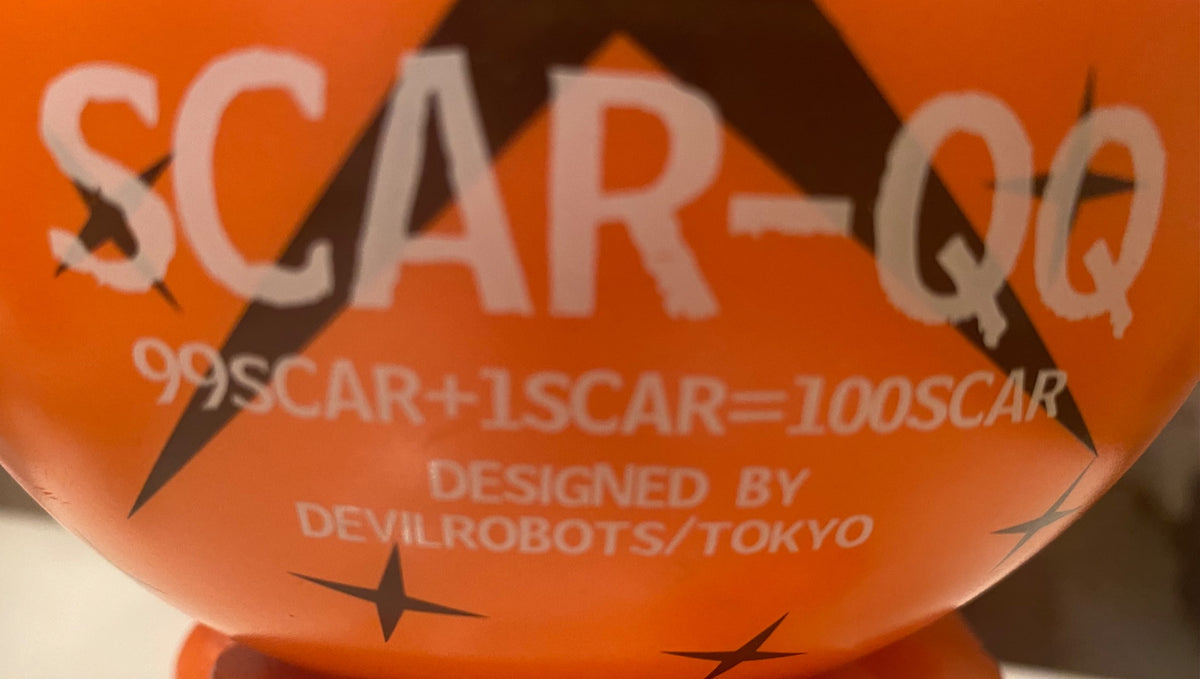 SCAR-QQ
99SCAR+1SCAR=100SCAR
DESIGNED BY
DEVILROBOTS/TOKYO